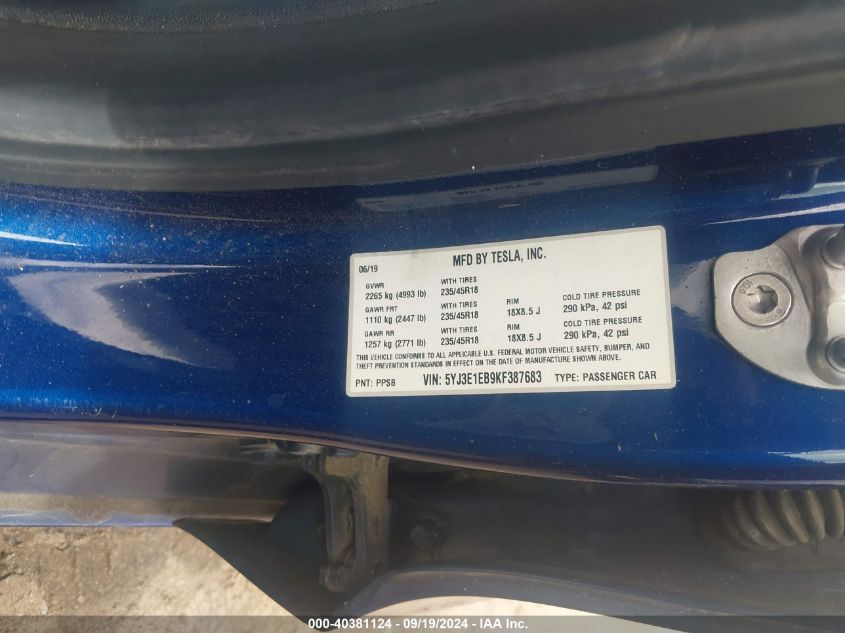 MFD BY TESLA, INC.
06/19
GVWR WITH TIRES
2265 kg (4993 lb) 235/45R18
GAWR FRT WITH TIRES RIM COLD TIRE PRESSURE
1110 kg (2447 lb) 235/45R18 18X8.5 J 290 kPa, 42 psi
GAWR RR WITH TIRES RIM COLD TIRE PRESSURE
1257 kg (2771 lb) 235/45R18 18X8.5 J 290 kPa, 42 psi
THIS VEHICLE CONFORMS TO ALL APPLICABLE U.S. FEDERAL MOTOR VEHICLE SAFETY, BUMPER, AND
THEFT PREVENTION STANDARDS IN EFFECT ON THE DATE OF MANUFACTURE SHOWN ABOVE.
PNT: PPSB VIN: 5YJ3E1EB9KF387683 TYPE: PASSENGER CAR
000-40381124 - 09/19/2024 - IAA Inc.